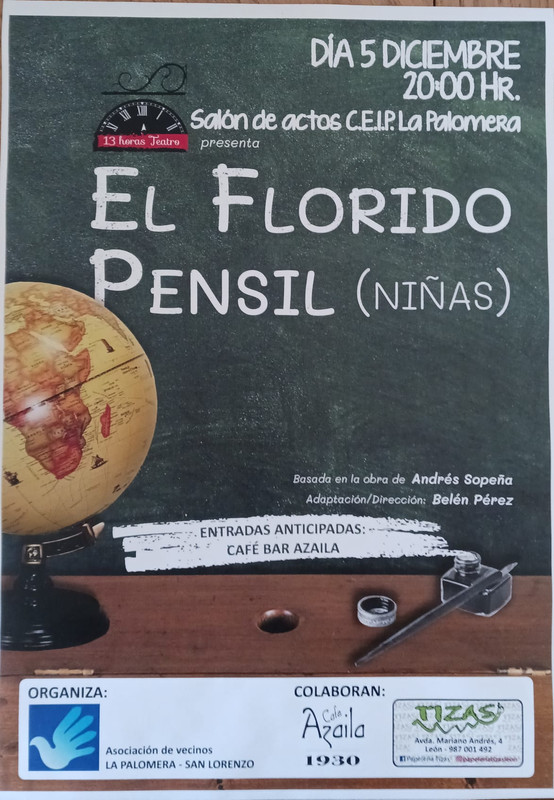 DÍA 5 DICIEMBRE
20:00 HR.
Salón de actos C.E.I.P. La Palomera
13 horas Teatro
presenta
EL FLORIDO
PENSIL (NIÑAS)
Basada en la obra de Andrés Sopeña
Adaptación/Dirección: Belén Pérez
ENTRADAS ANTICIPADAS:
CAFÉ BAR AZAILA
ORGANIZA:
Asociación de vecinos
LA PALOMERA - SAN LORENZO
COLABORAN:
Café
Azaila
1930
TIZAS
Avda. Mariano Andrés, 4
León - 987 001 492
Papelería Tizas